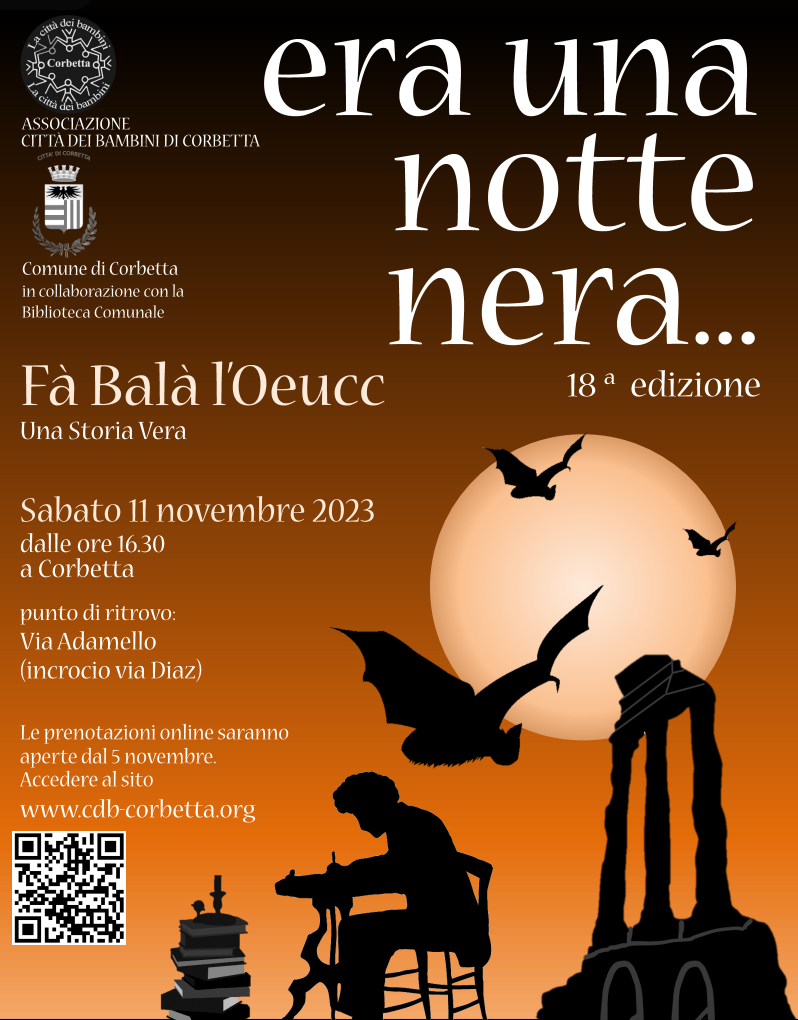 La città dei bambini
Corbetta
La città dei bambini
ASSOCIAZIONE
CITTÀ DEI BAMBINI DI CORBETTA
CITTA' DI CORBETTA
Comune di Corbetta
in collaborazione con la
Biblioteca Comunale
era una
notte
nera...
18ª edizione
Fà Balà l'Oeucc
Una Storia Vera
Sabato 11 novembre 2023
dalle ore 16.30
a Corbetta
punto di ritrovo:
Via Adamello
(incrocio via Diaz)
Le prenotazioni online saranno
aperte dal 5 novembre.
Accedere al sito
www.cdb-corbetta.org